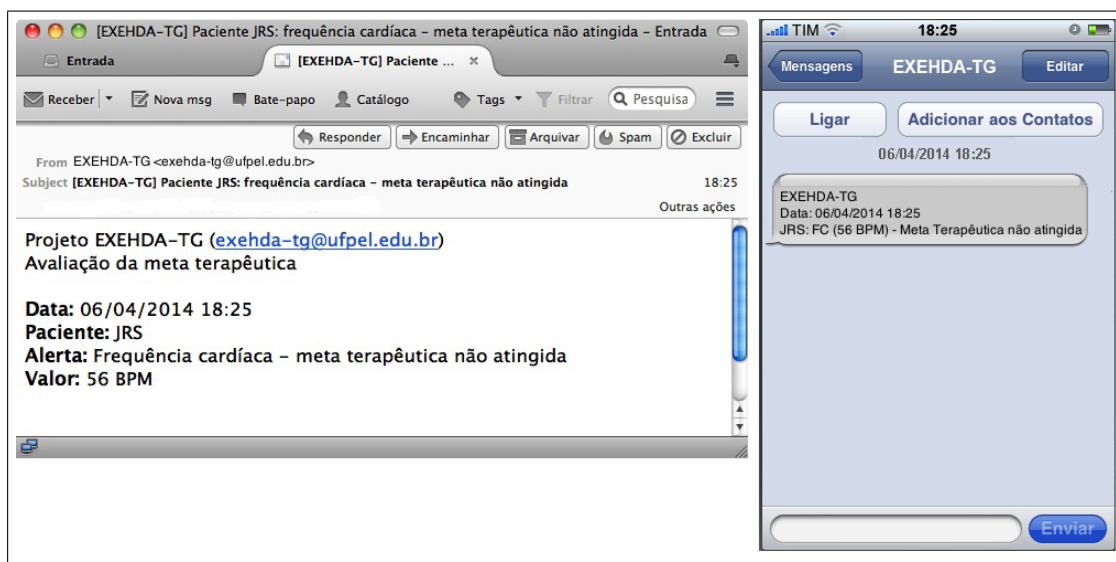 [EXEHDA-TG] Paciente JRS: frequência cardíaca – meta terapêutica não atingida – Entrada
Entrada
[EXEHDA-TG] Paciente ... ×
Receber Nova msg Bate-papo Catálogo Tags Filtrar Pesquisa
Responder Encaminhar Arquivar Spam Excluir
From EXEHDA-TG <exehda-tg@ufpel.edu.br>
Subject [EXEHDA-TG] Paciente JRS: frequência cardíaca – meta terapêutica não atingida 18:25
Outras ações
Projeto EXEHDA-TG (exehda-tg@ufpel.edu.br)
Avaliação da meta terapêutica
Data: 06/04/2014 18:25
Paciente: JRS
Alerta: Frequência cardíaca – meta terapêutica não atingida
Valor: 56 BPM
TIM 18:25
Mensagens EXEHDA-TG Editar
Ligar Adicionar aos Contatos
06/04/2014 18:25
EXEHDA-TG
Data: 06/04/2014 18:25
JRS: FC (56 BPM) - Meta Terapêutica não atingida
Enviar